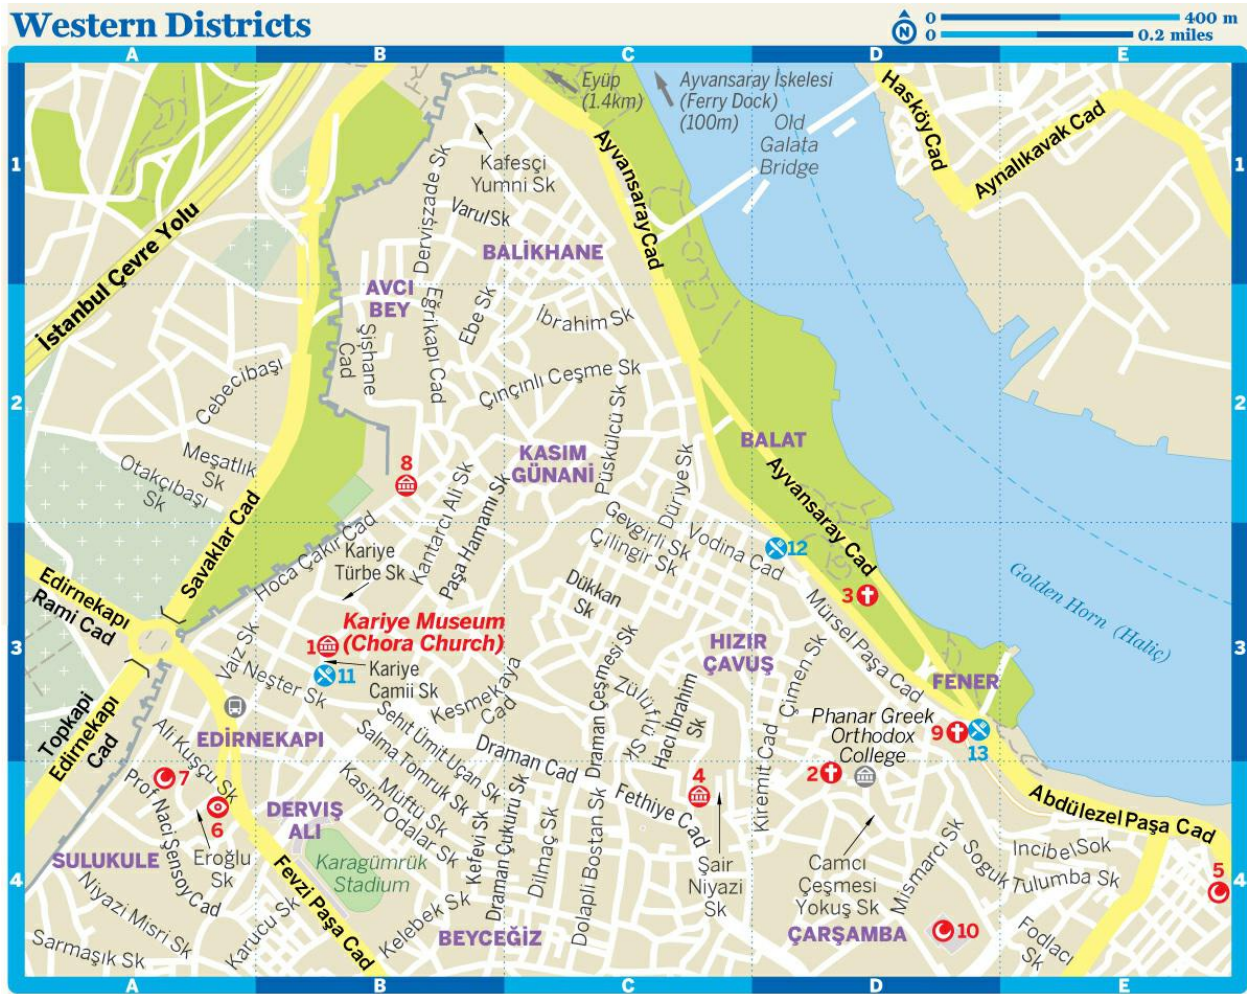 Western Districts
N
0 400 m
0 0.2 miles
A B C D E
1
Eyüp
(1.4km)
Ayvansaray İskelesi
(Ferry Dock)
(100m)
Old
Galata
Bridge
Hasköy Cad
Aynalıkavak Cad
Ayvansaray Cad
Kafesçi
Yumni Sk
Dervişzade Sk
Varul Sk
BALİKHANE
İstanbul Çevre Yolu
1
AVCI
BEY
Eğrikapı Cad
Ebe Sk
İbrahim Sk
Şişhane
Cad
Çınçınlı Çeşme Sk
Cebecibaşı
2
2
Püskülcü Sk
BALAT
KASIM
GÜNANİ
Meşatlık
Sk
Otakçıbaşı
Sk
8
Savaklar Cad
Kantarcı Ali Sk
Paşa Hamamı Sk
Düriye Sk
Ayvansaray Cad
Gevgirli Sk
Çilingir Sk
Vodina Cad
12
Hoca Çakır Cad
Kariye
Türbe Sk
Edirnekapı
Rami Cad
Dükkan
Sk
3
Golden Horn (Haliç)
Kariye Museum
(Chora Church)
1
11
Kariye
Camii Sk
3
3
Vaiz Sk
Neşter Sk
HIZIR
ÇAVUŞ
Mürsel Paşa Cad
Çimen Sk
FENER
Kesmekaya
Cad
Draman Çeşmesi Sk
Zülüflü Sk
Hacı İbrahim
Sk
Topkapi
Edirnekapı
Cad
EDİRNEKAPI
Ali Kuşçu Sk
Şehit Ümit Uçan Sk
Salma Tomruk Sk
Müftü Sk
Kasım Odalar Sk
Draman Cad
Phanar Greek
Orthodox
College
9
13
2
Kiremit Cad
4
Fethiye Cad
7
6
Prof Naci Şensoy Cad
DERVIŞ
ALI
Abdülezel Paşa Cad
SULUKULE
Eroğlu
Sk
Karagümrük
Stadium
Kefevi Sk
Draman Çukuru Sk
Dilmaç Sk
Dolapli Bostan Sk
Şair
Niyazi
Sk
Camcı
Çeşmesi
Yokuş Sk
Mismarcı Sk
Incibel Sok
Soguk Tulumba Sk
5
4
4
Niyazi Mısrı Sk
Sarmaşık Sk
Karucu Sk
Fevzi Paşa Cad
Kelebek Sk
BEYCEĞİZ
ÇARŞAMBA
10
Fodlacı
Sk
A B C D E